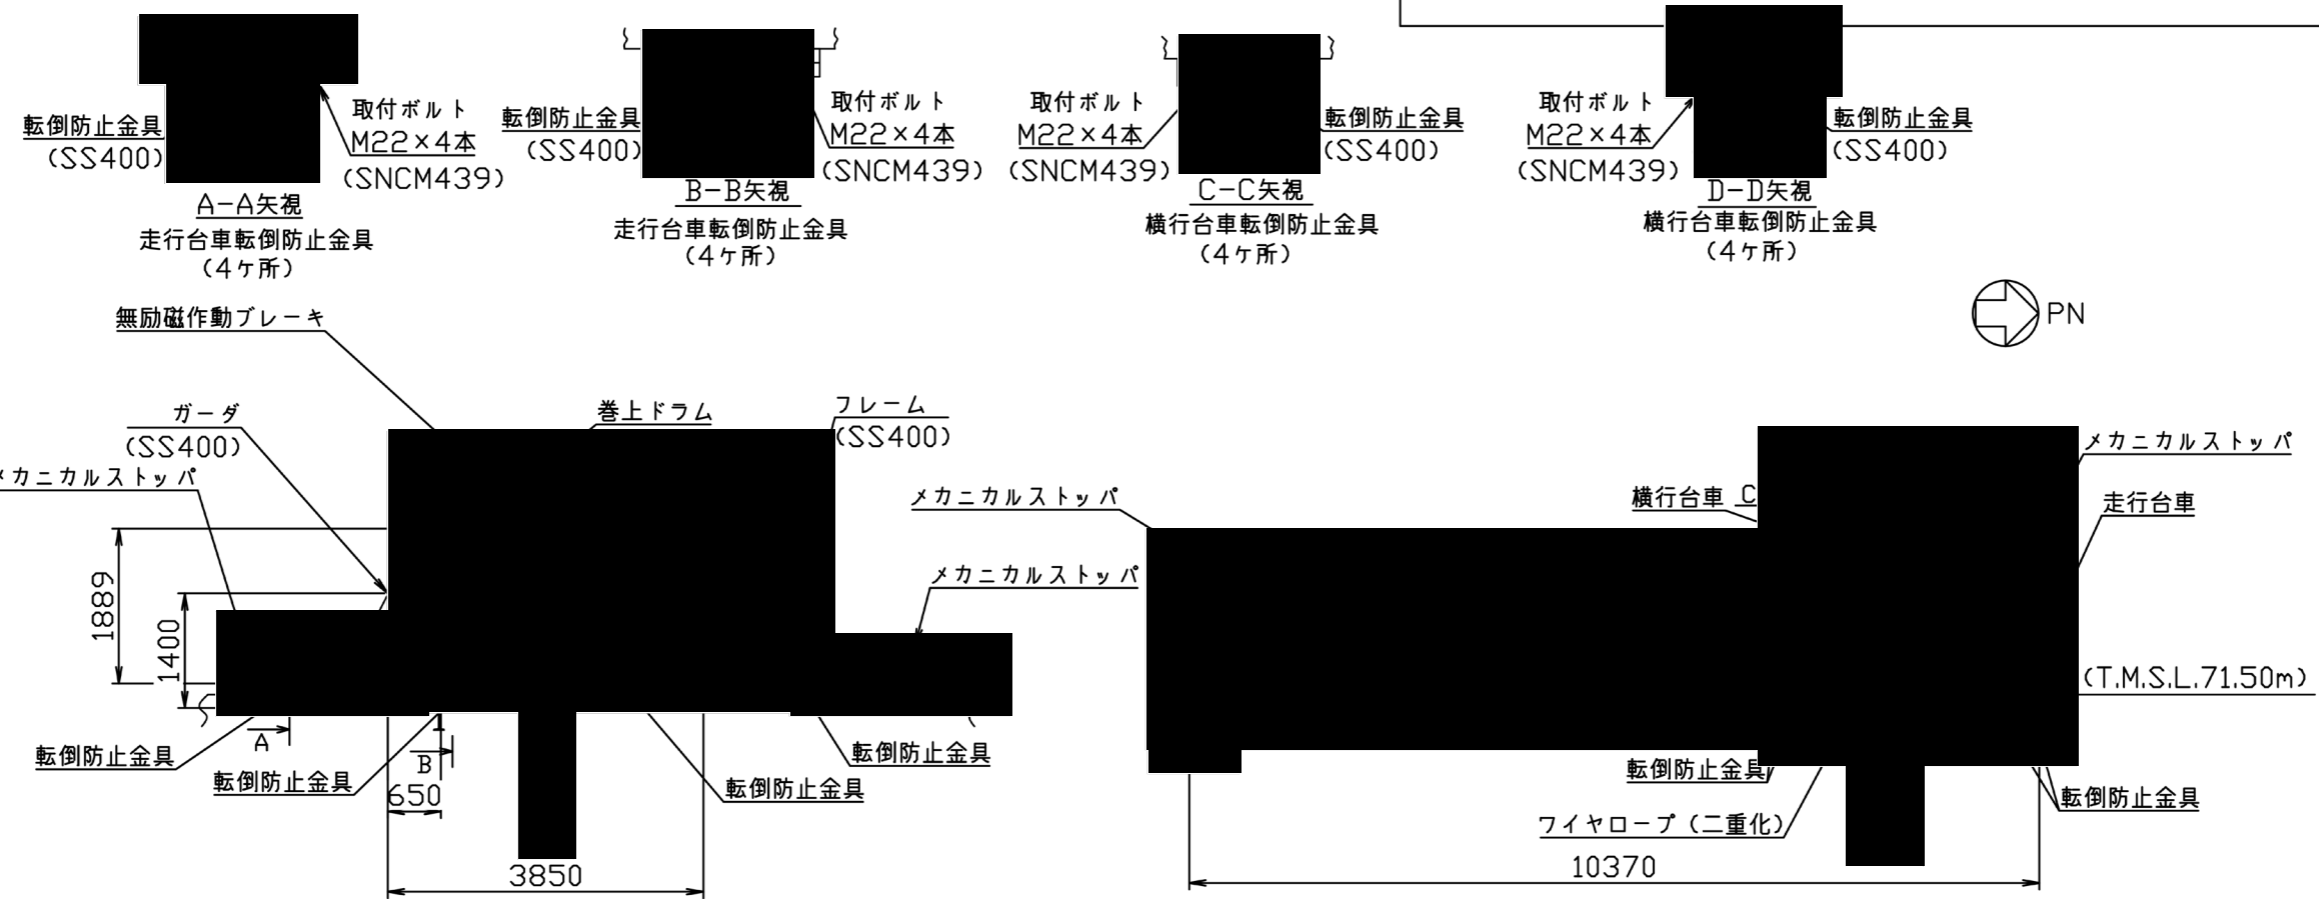 転倒防止金具
(SS400)
取付ボルト
M22×4本
(SNCM439)
A-A矢視
走行台車転倒防止金具
(4ケ所)
転倒防止金具
(SS400)
取付ボルト
M22×4本
(SNCM439)
B-B矢視
走行台車転倒防止金具
(4ケ所)
取付ボルト
M22×4本
(SNCM439)
転倒防止金具
(SS400)
C-C矢視
横行台車転倒防止金具
(4ケ所)
取付ボルト
M22×4本
(SNCM439)
転倒防止金具
(SS400)
D-D矢視
横行台車転倒防止金具
(4ケ所)
PN
無励磁作動ブレーキ
ガーダ
(SS400)
メカニカルストッパ
巻上ドラム
フレーム
(SS400)
メカニカルストッパ
1889
1400
A
B
転倒防止金具
転倒防止金具
転倒防止金具
転倒防止金具
650
3850
メカニカルストッパ
横行台車 C
メカニカルストッパ
走行台車
(T.M.S.L.71.50m)
転倒防止金具
転倒防止金具
ワイヤロープ(二重化)
10370